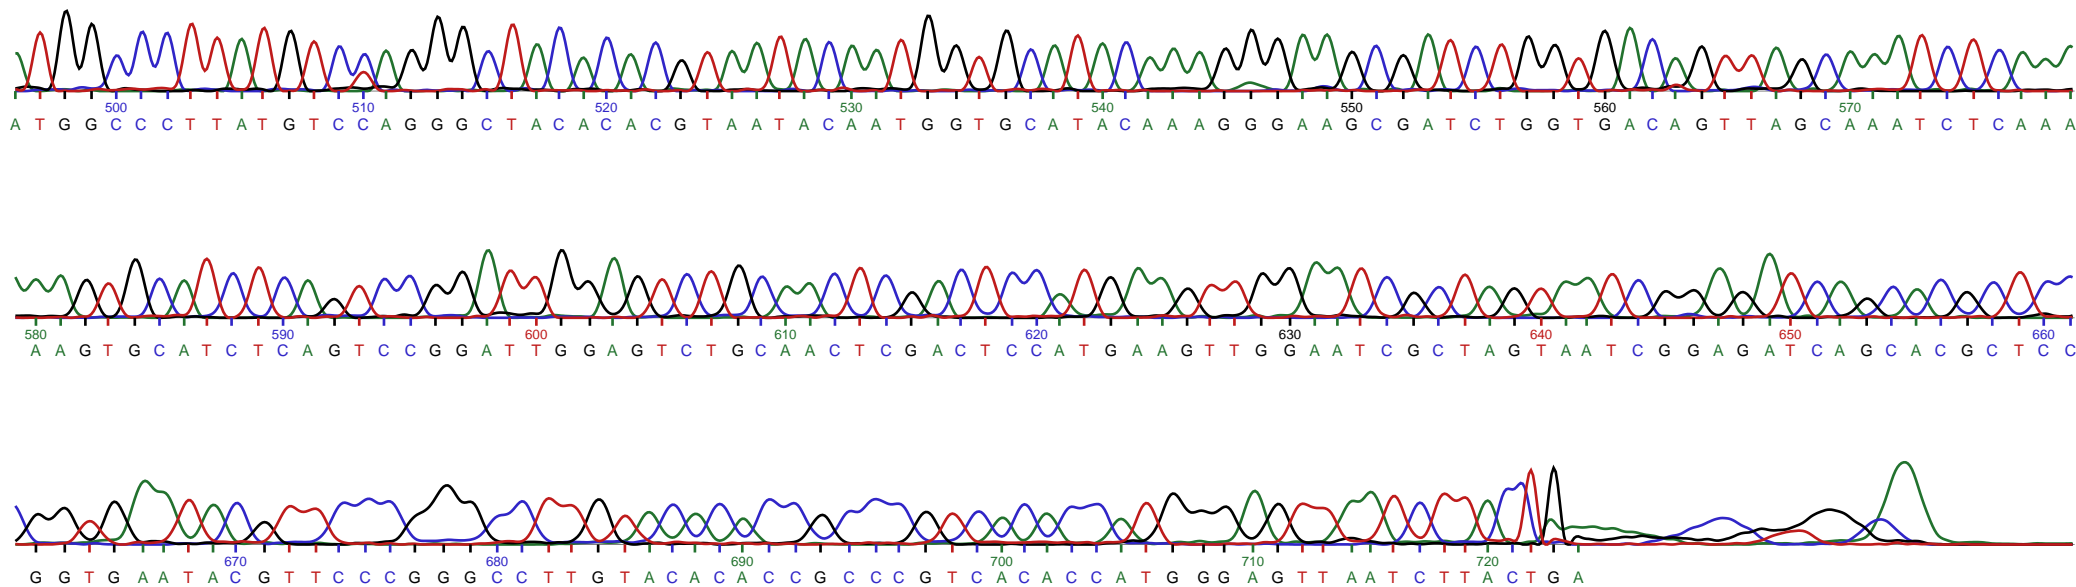 500 510 520 530 540 550 560 570
A T G G C C C T T A T G T C C A G G G C T A C A C A C G T A A T A C A A T G G T G C A T A C A A A G G G A A G C G A T C T G G T G A C A G T T A G C A A A T C T C A A A
580 590 600 610 620 630 640 650 660
A A G T G C A T C T C A G T C C G G A T T G G A G T C T G C A A C T C G A C T C C A T G A A G T T G G A A T C G C T A G T A A T C G G A G A T C A G C A C G C T C C
670 680 690 700 710 720
G G T G A A T A C G T T C C C G G G C C T T G T A C A C A C C G C C C G T C A C A C C A T G G G A G T T A A T C T T A C T G A